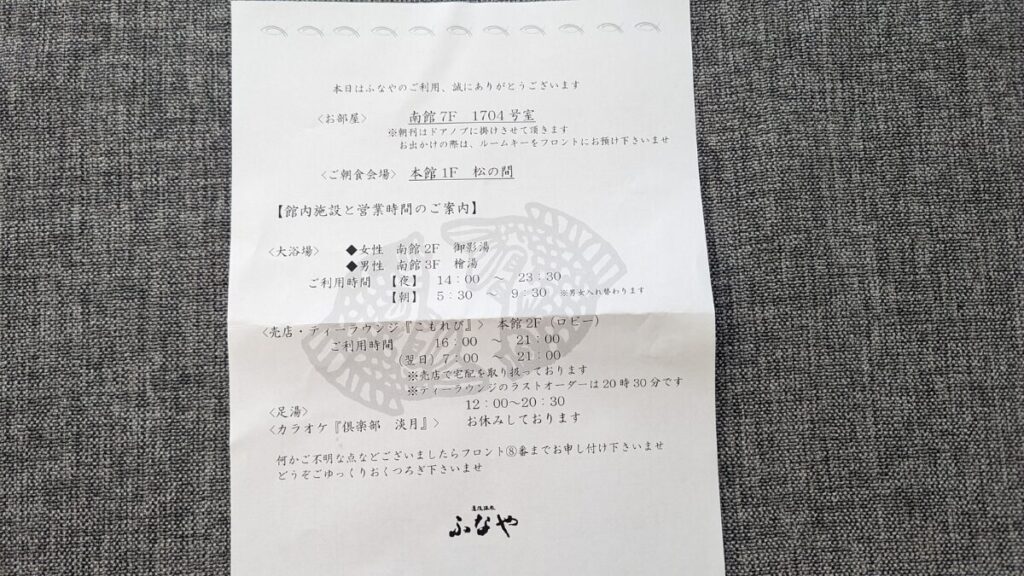 本日はふなやのご利用、誠にありがとうございます
〈お部屋〉 南館7F 1704号室
※朝刊はドアノブに掛けさせて頂きます
お出かけの際は、ルームキーをフロントにお預け下さいませ
〈ご朝食会場〉 本館1F 松の間
【館内施設と営業時間のご案内】
〈大浴場〉 ◆女性 南館2F 御影湯
◆男性 南館3F 檜湯
ご利用時間 【夜】 14:00 ～ 23:30
【朝】 5:30 ～ 9:30 ※男女入れ替わります
〈売店・ティーラウンジ『こもれび』〉 本館2F(ロビー)
ご利用時間 16:00 ～ 21:00
(翌日)7:00 ～ 21:00
※売店で宅配を取り扱っております
※ティーラウンジのラストオーダーは20時30分です
〈足湯〉 12:00～20:30
〈カラオケ『倶楽部 淡月』〉 お休みしております
何かご不明な点などございましたらフロント⑧番までお申し付け下さいませ
どうぞごゆっくりおくつろぎ下さいませ
道後温泉
ふなや